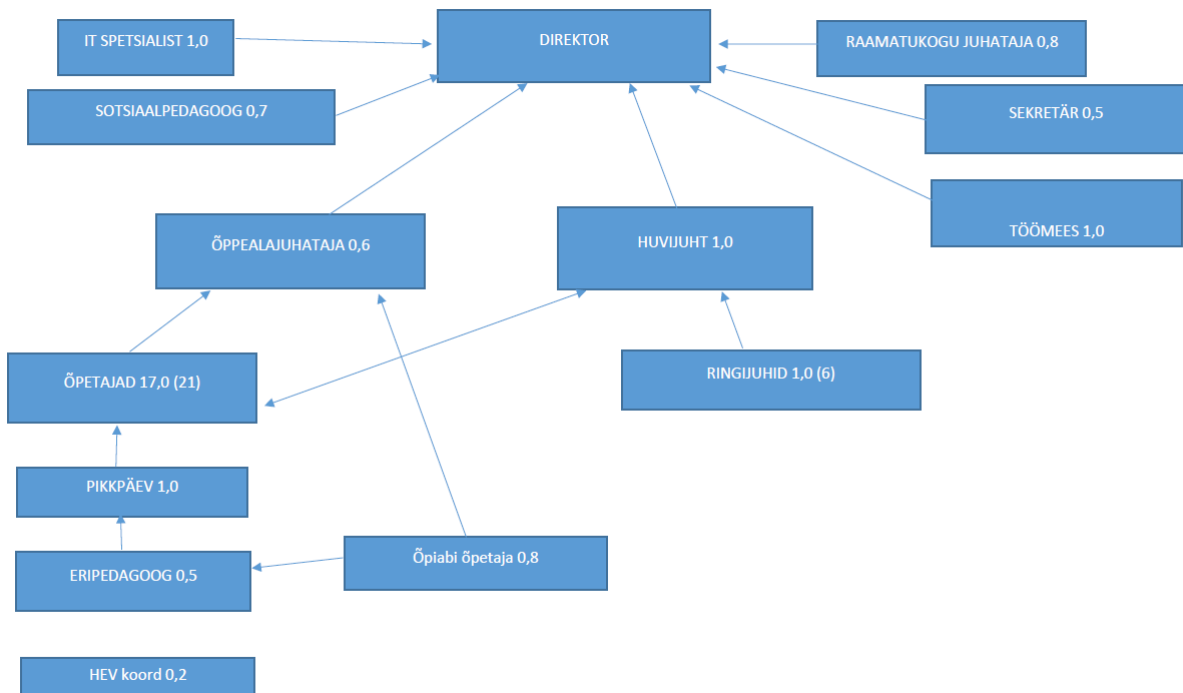 IT SPETSIALIST 1,0
DIREKTOR
RAAMATUKOGU JUHATAJA 0,8
SOTSIAALPEDAGOOG 0,7
SEKRETÄR 0,5
TÖÖMEES 1,0
ÕPPEALAJUHATAJA 0,6
HUVIJUHT 1,0
ÕPETAJAD 17,0 (21)
RINGIJUHID 1,0 (6)
PIKKPÄEV 1,0
ERIPEDAGOOG 0,5
Õpiabi õpetaja 0,8
HEV koord 0,2